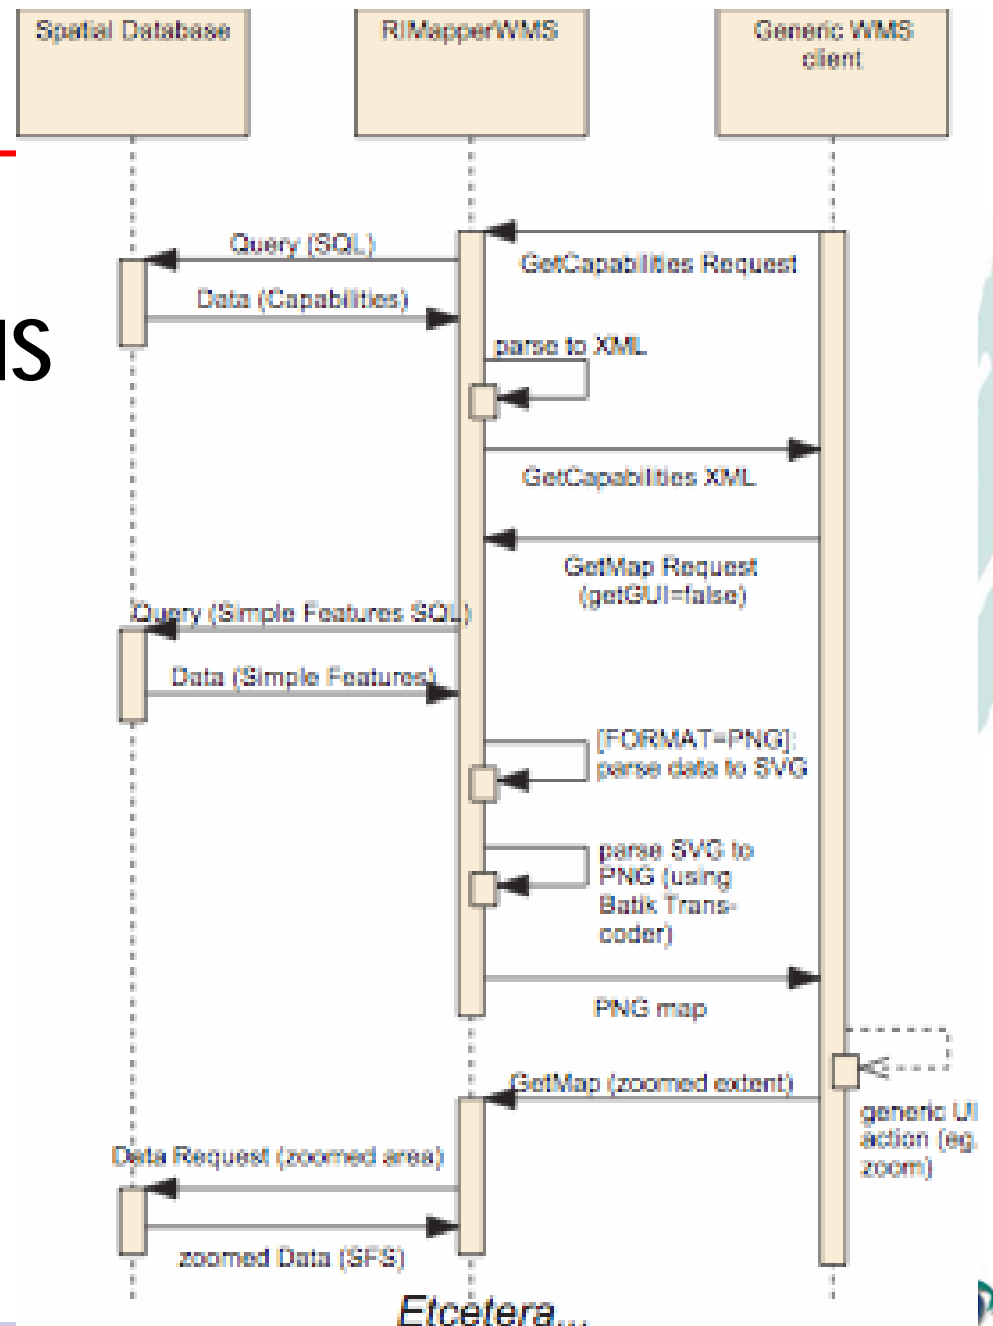 Spatial Database
RIMapperWMS
Generic WMS
client
Query (SQL)
GetCapabilities Request
Data (Capabilities)
parse to XML
GetCapabilities XML
GetMap Request
(getGUI=false)
Query (Simple Features SQL)
Data (Simple Features)
[FORMAT=PNG]:
parse data to SVG
parse SVG to
PNG (using
Batik Trans-
coder)
PNG map
GetMap (zoomed extent)
generic UI
action (eg.
zoom)
Data Request (zoomed area)
zoomed Data (SFS)
Etcetera...